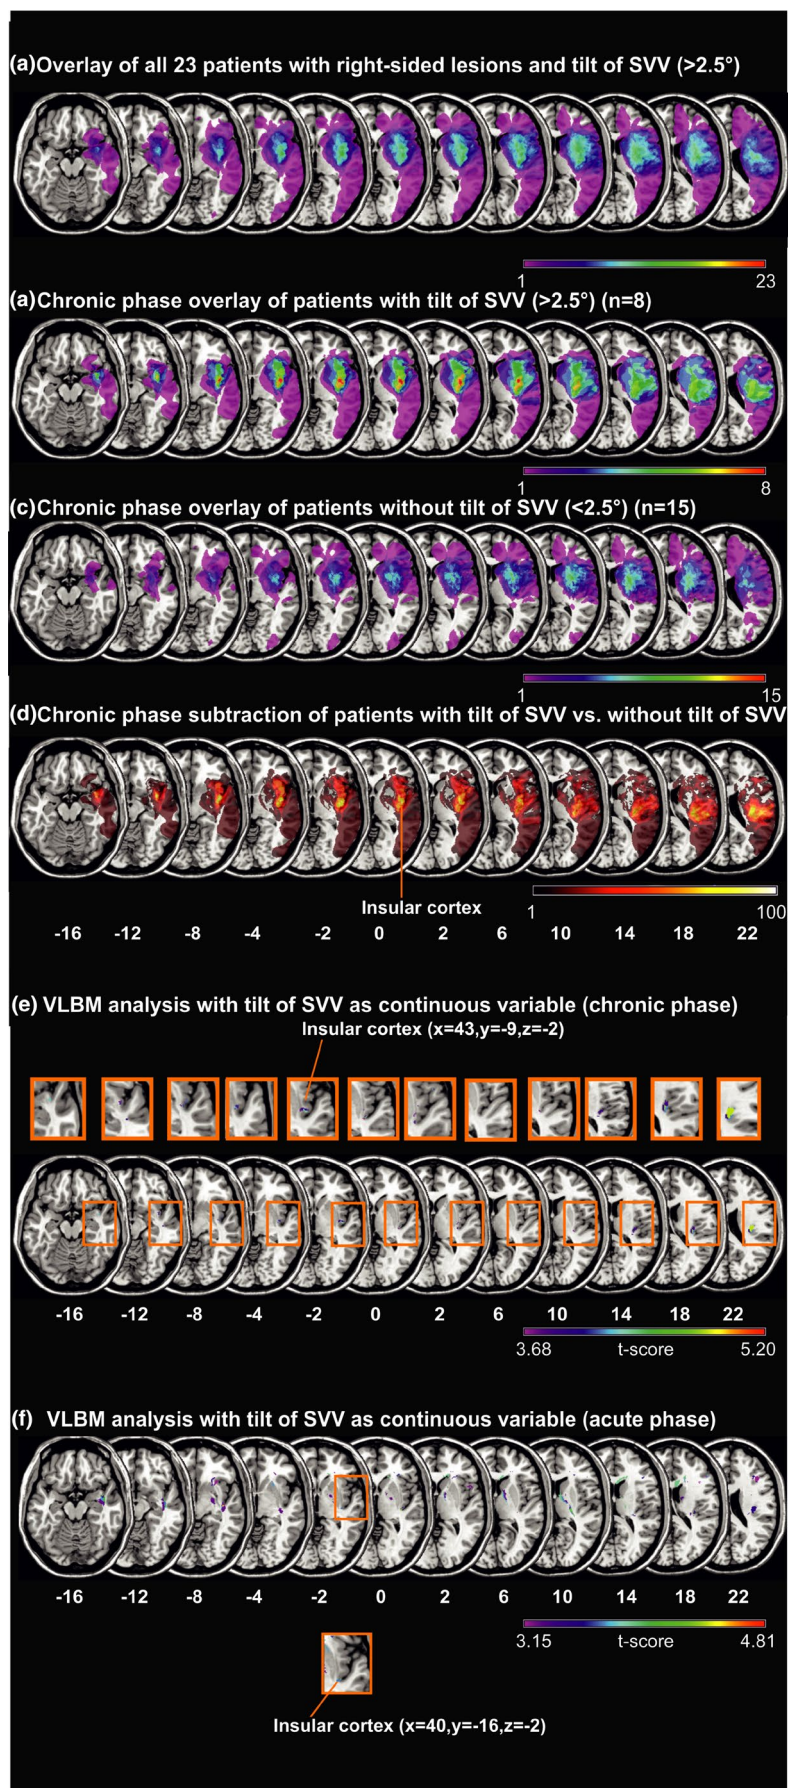 (a)Overlay of all 23 patients with right-sided lesions and tilt of SVV (>2.5°)
1 23
(a)Chronic phase overlay of patients with tilt of SVV (>2.5°) (n=8)
1 8
(c)Chronic phase overlay of patients without tilt of SVV (<2.5°) (n=15)
1 15
(d)Chronic phase subtraction of patients with tilt of SVV vs. without tilt of SVV
Insular cortex
1 100
-16 -12 -8 -4 -2 0 2 6 10 14 18 22
(e) VLBM analysis with tilt of SVV as continuous variable (chronic phase)
Insular cortex (x=43,y=-9,z=-2)
-16 -12 -8 -4 -2 0 2 6 10 14 18 22
3.68 t-score 5.20
(f) VLBM analysis with tilt of SVV as continuous variable (acute phase)
-16 -12 -8 -4 -2 0 2 6 10 14 18 22
3.15 t-score 4.81
Insular cortex (x=40,y=-16,z=-2)